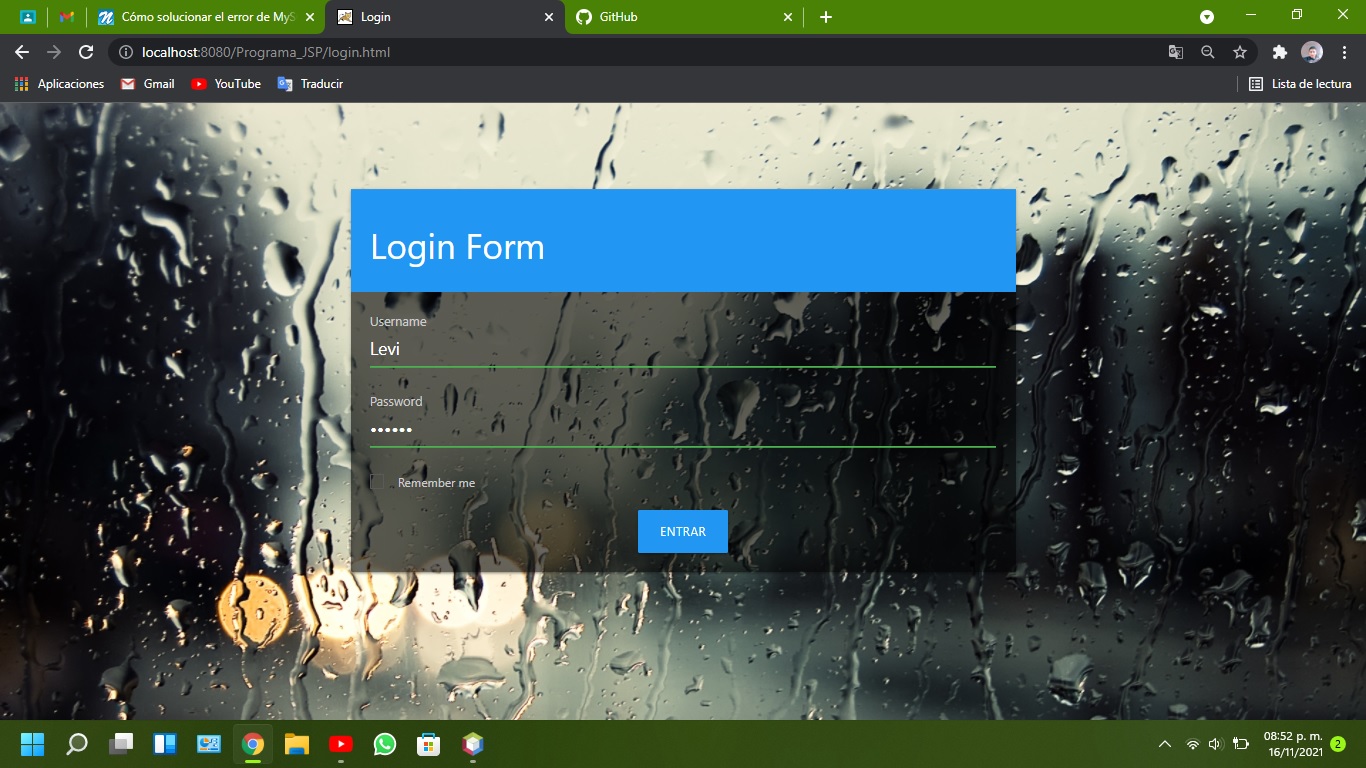 Cómo solucionar el error de MyS
Login
GitHub
localhost:8080/Programa_JSP/login.html
Aplicaciones
Gmail
YouTube
Traducir
Lista de lectura
Login Form
Username
Levi
Password
••••••
Remember me
ENTRAR
08:52 p. m.
16/11/2021
2